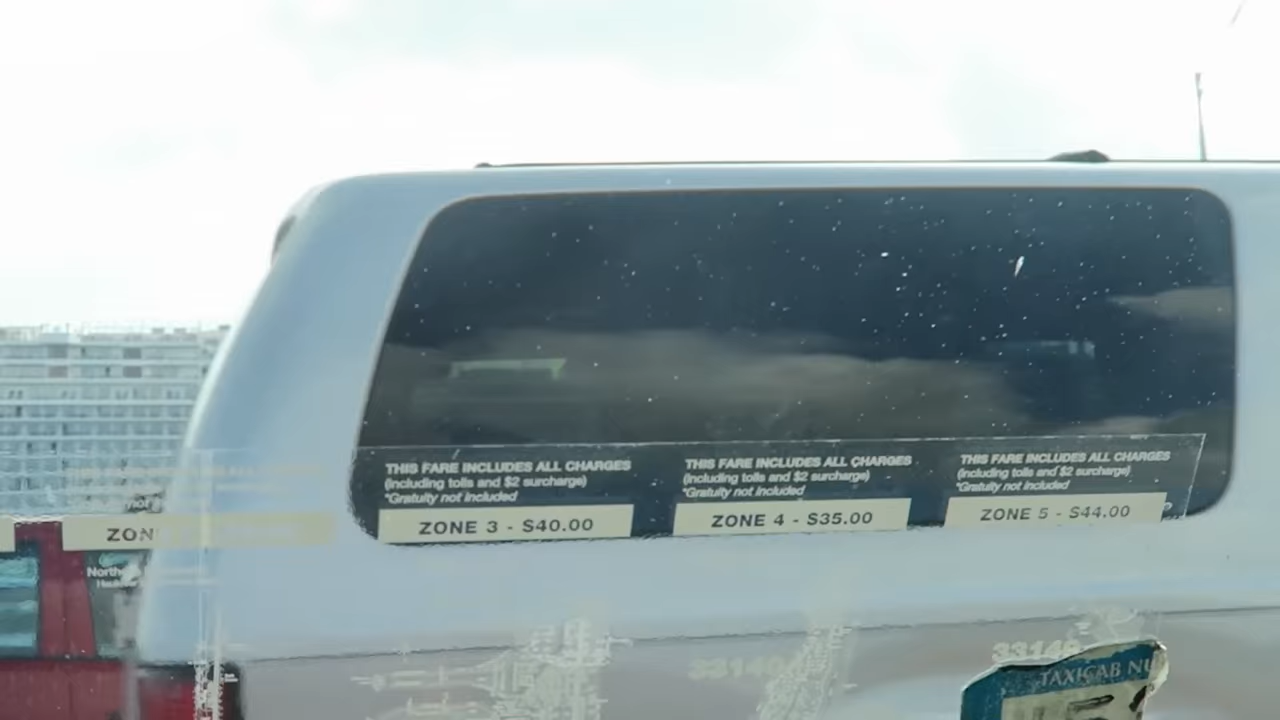 THIS FARE INCLUDES ALL CHARGES
(including tolls and $2 surcharge)
*Gratuity not included
ZONE 3 - $40.00
THIS FARE INCLUDES ALL CHARGES
(including tolls and $2 surcharge)
*Gratuity not included
ZONE 4 - $35.00
THIS FARE INCLUDES ALL CHARGES
(including tolls and $2 surcharge)
*Gratuity not included
ZONE 5 - $44.00
ZON
North
TAXICAB NU